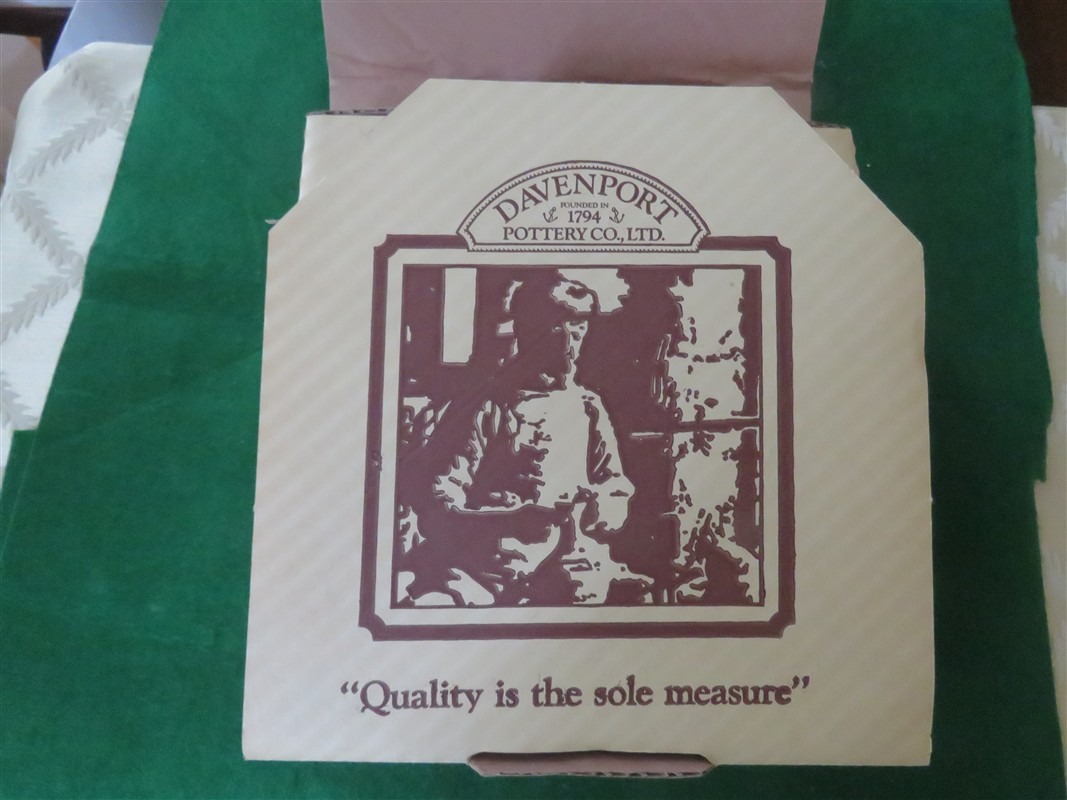 DAVENPORT
FOUNDED IN
1794
POTTERY CO., LTD.
“Quality is the sole measure”